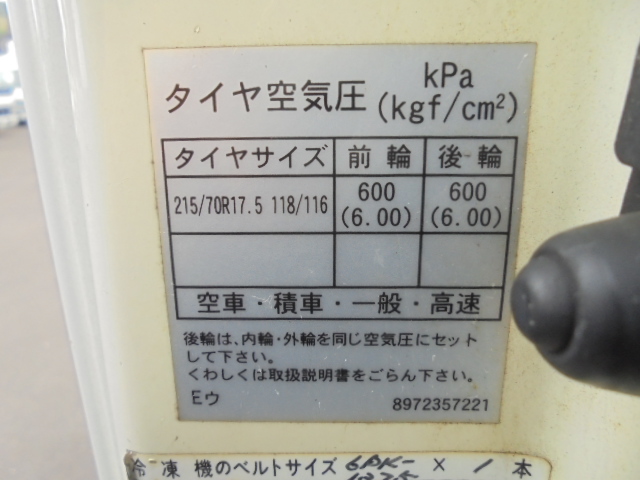 タイヤ空気圧 kPa (kgf/cm²)
タイヤサイズ 前輪 後輪
215/70R17.5 118/116 600 (6.00) 600 (6.00)
空車・積車・一般・高速
後輪は、内輪・外輪を同じ空気圧にセット
して下さい。
くわしくは取扱説明書をごらん下さい。
Eウ 8972357221
冷凍機のベルトサイズ 6PK- × 1 本